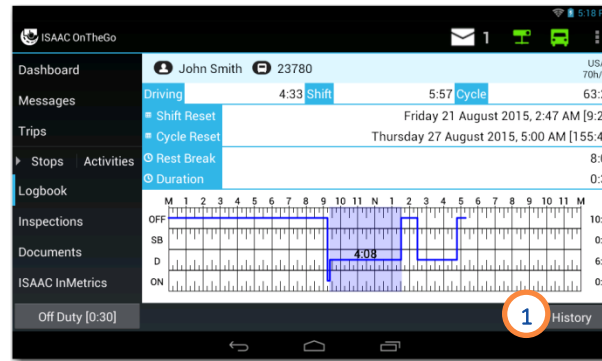 5:18 P
ISAAC OnTheGo
1
Dashboard
Messages
Trips
Stops Activities
Logbook
Inspections
Documents
ISAAC InMetrics
Off Duty [0:30]
John Smith 23780
USA
70h/
Driving 4:33 Shift 5:57 Cycle 63:
Shift Reset Friday 21 August 2015, 2:47 AM [9:2
Cycle Reset Thursday 27 August 2015, 5:00 AM [155:4
Rest Break 8:
Duration 0:
M 1 2 3 4 5 6 7 8 9 10 11 N 1 2 3 4 5 6 7 8 9 10 11 M
OFF 10:
SB 0:
D 4:08 6:
ON 0:
1 History